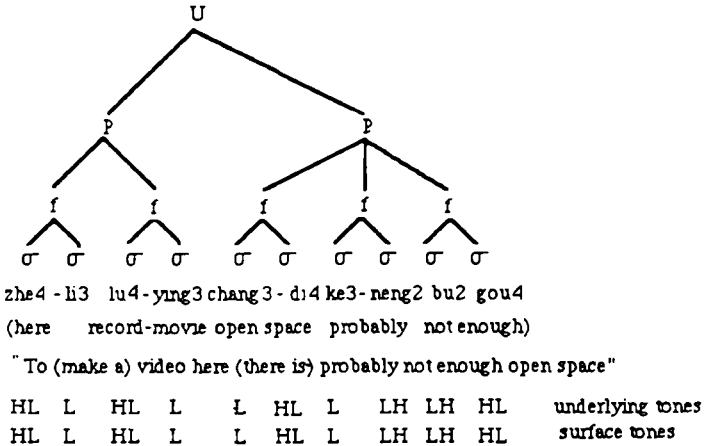 U
P P
f f f f f
σ σ σ σ σ σ σ σ σ σ
zhe4 - li3 lu4 - ying3 chang3 - di4 ke3 - neng2 bu2 gou4
(here record-movie open space probably not enough)
"To (make a) video here (there is) probably not enough open space"
HL L HL L L HL L LH LH HL underlying tones
HL L HL L L HL L LH LH HL surface tones